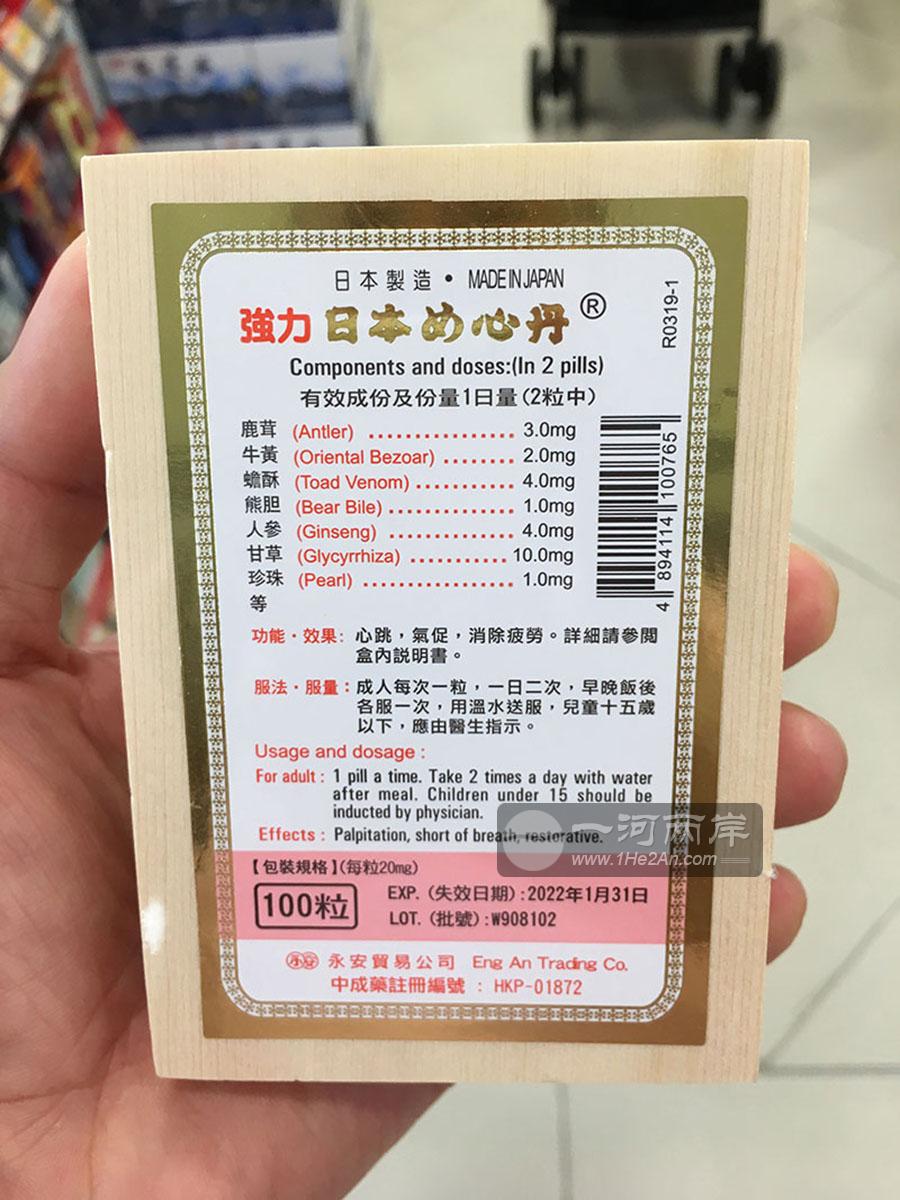 日本製造 • MADE IN JAPAN
強力 日本め心丹 ®
R0319-1
Components and doses:(In 2 pills)
有效成份及份量1日量(2粒中)
鹿茸 (Antler) ................ 3.0mg
牛黃 (Oriental Bezoar) ........ 2.0mg
蟾酥 (Toad Venom) ............ 4.0mg
熊胆 (Bear Bile) ................ 1.0mg
人參 (Ginseng) ................ 4.0mg
甘草 (Glycyrrhiza) ............ 10.0mg
珍珠 (Pearl) .................... 1.0mg
等
4 894114 100765
功能・效果: 心跳，氣促，消除疲勞。詳細請參閱
盒內説明書。
服法・服量：成人每次一粒，一日二次，早晚飯後
各服一次，用溫水送服，兒童十五歲
以下，應由醫生指示。
Usage and dosage :
For adult : 1 pill a time. Take 2 times a day with water
after meal. Children under 15 should be
inducted by physician.
Effects : Palpitation, short of breath, restorative.
一河兩岸
www.1He2An.com
【包裝規格】(每粒20mg)
100粒
EXP. (失效日期) :2022年1月31日
LOT. (批號) :W908102
永安貿易公司 Eng An Trading Co.
中成藥註冊編號 : HKP-01872